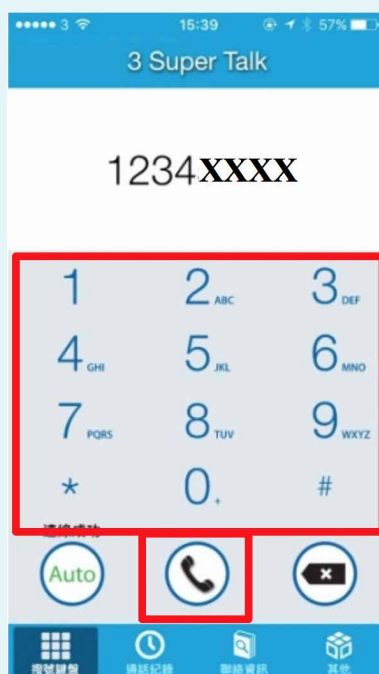 3 15:39 57%
3 Super Talk
1234XXXX
1 2 ABC 3 DEF
4 GHI 5 JKL 6 MNO
7 PQRS 8 TUV 9 WXYZ
* 0 + #
連線成功
Auto
撥號鍵盤 通話紀錄 聯絡資訊 其他